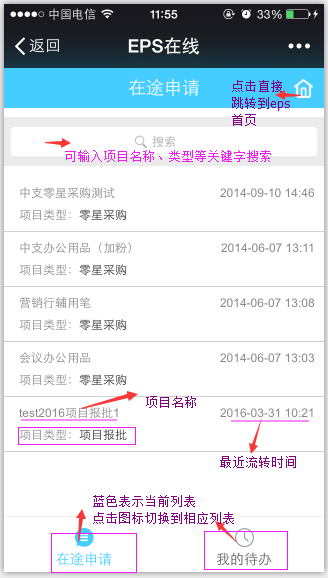 中国电信 11:55 33%
返回 EPS在线
在途申请
点击直接
跳转到eps
首页
搜索
可输入项目名称、类型等关键字搜索
中支零星采购测试 2014-09-10 14:46
项目类型：零星采购
中支办公用品（加粉） 2014-06-07 13:11
项目类型：零星采购
营销行辅用笔 2014-06-07 13:08
项目类型：零星采购
会议办公用品 2014-06-07 13:03
项目类型：零星采购
项目名称
test2016项目报批1 2016-03-31 10:21
项目类型：项目报批
最近流转时间
蓝色表示当前列表
点击图标切换到相应列表
在途申请 我的待办